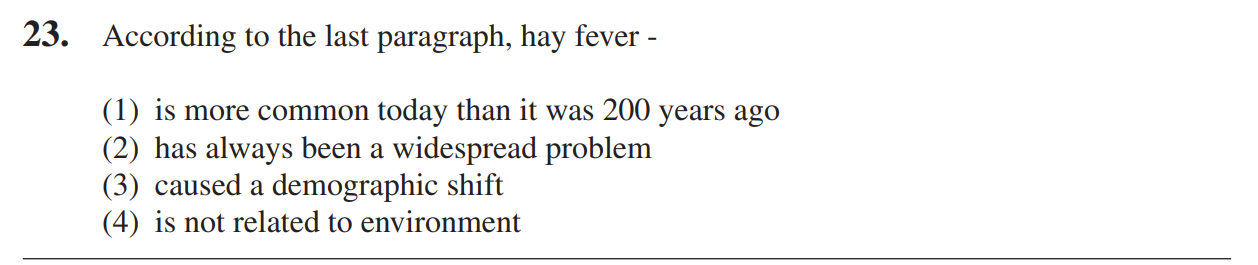 23. According to the last paragraph, hay fever -
(1) is more common today than it was 200 years ago
(2) has always been a widespread problem
(3) caused a demographic shift
(4) is not related to environment